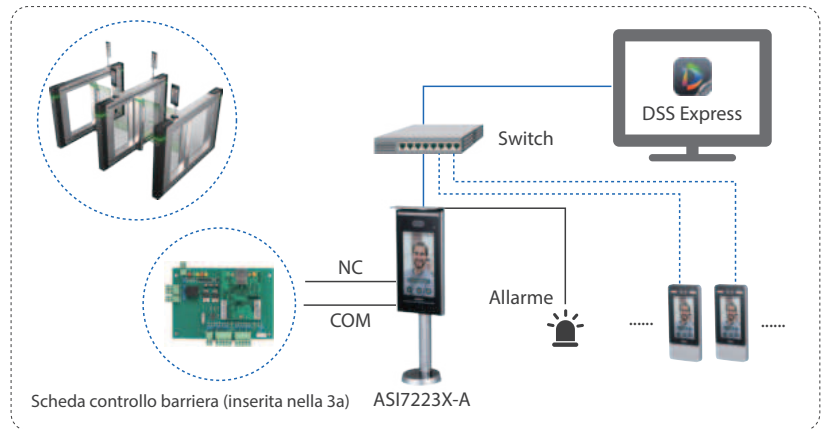 DSS Express
Switch
NC
COM
Allarme
......
......
Scheda controllo barriera (inserita nella 3a)
ASI7223X-A